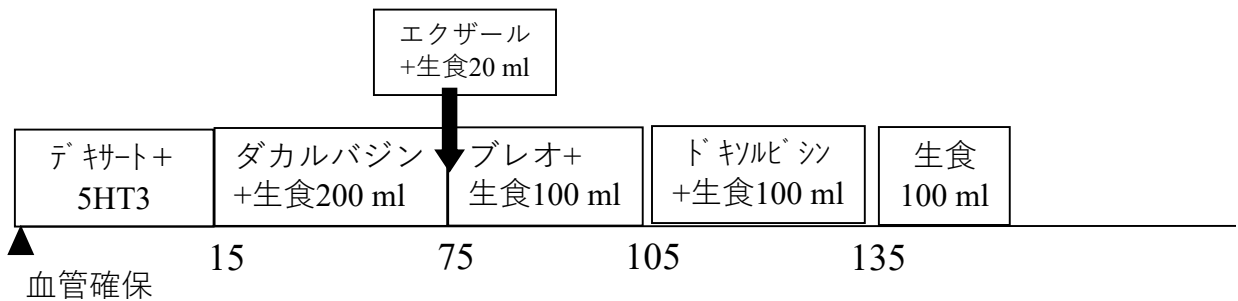 エクザール
+生食20 ml
ﾃﾞｷｻｰﾄ+
5HT3
ダカルバジン
+生食200 ml
ブレオ+
生食100 ml
ﾄﾞｷｿﾙﾋﾞｼﾝ
+生食100 ml
生食
100 ml
15
75
105
135
血管確保